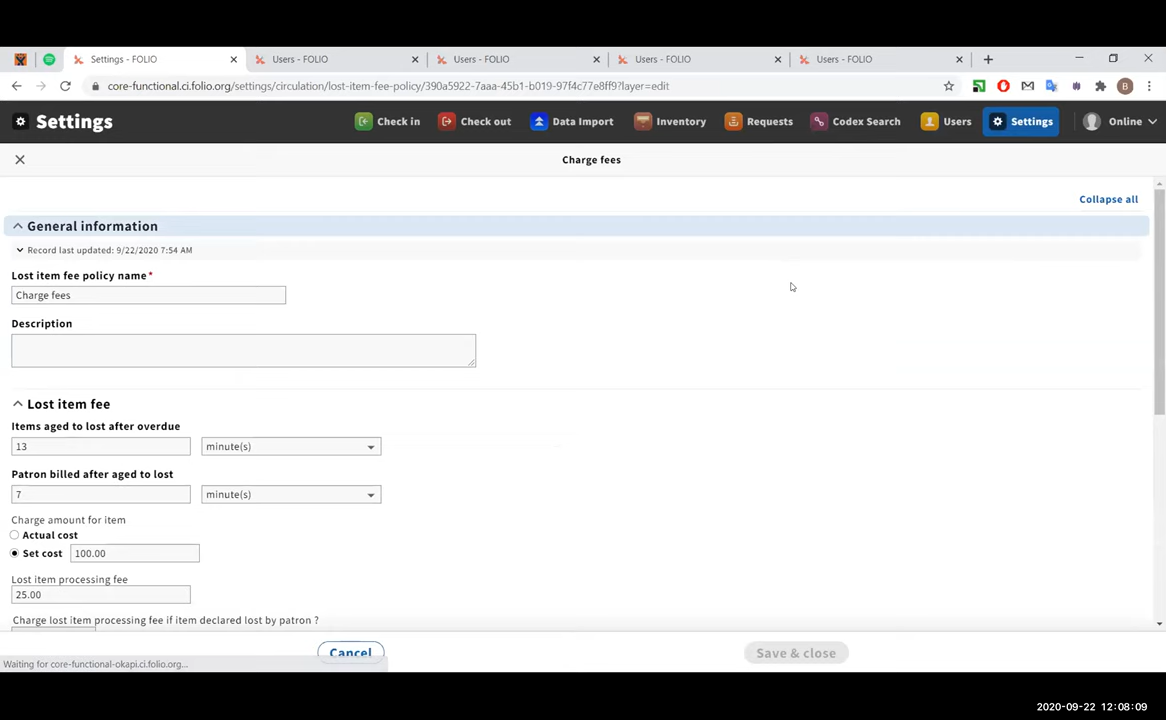 Settings - FOLIO
Users - FOLIO
Users - FOLIO
Users - FOLIO
Users - FOLIO
core-functional.ci.folio.org/settings/circulation/lost-item-fee-policy/390a5922-7aaa-45b1-b019-97f4c77e8ff9?layer=edit
B
Settings
Check in
Check out
Data Import
Inventory
Requests
Codex Search
Users
Settings
Online
Charge fees
Collapse all
General information
Record last updated: 9/22/2020 7:54 AM
Lost item fee policy name*
Charge fees
Description
Lost item fee
Items aged to lost after overdue
13 minute(s)
Patron billed after aged to lost
7 minute(s)
Charge amount for item
Actual cost
Set cost 100.00
Lost item processing fee
25.00
Charge lost item processing fee if item declared lost by patron ?
Cancel
Save & close
Waiting for core-functional-okapi.ci.folio.org...
2020-09-22 12:08:09